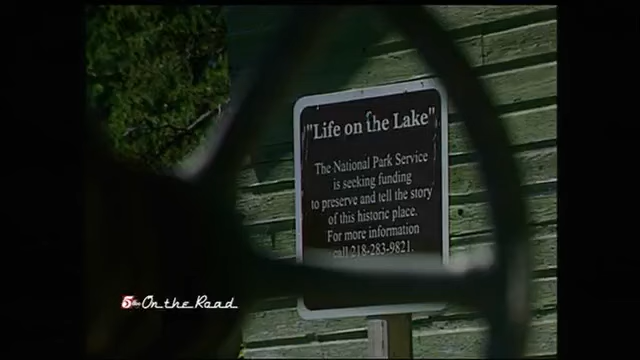 "Life on the Lake"
The National Park Service
is seeking funding
to preserve and tell the story
of this historic place.
For more information
call 218-283-9821.
5 On the Road